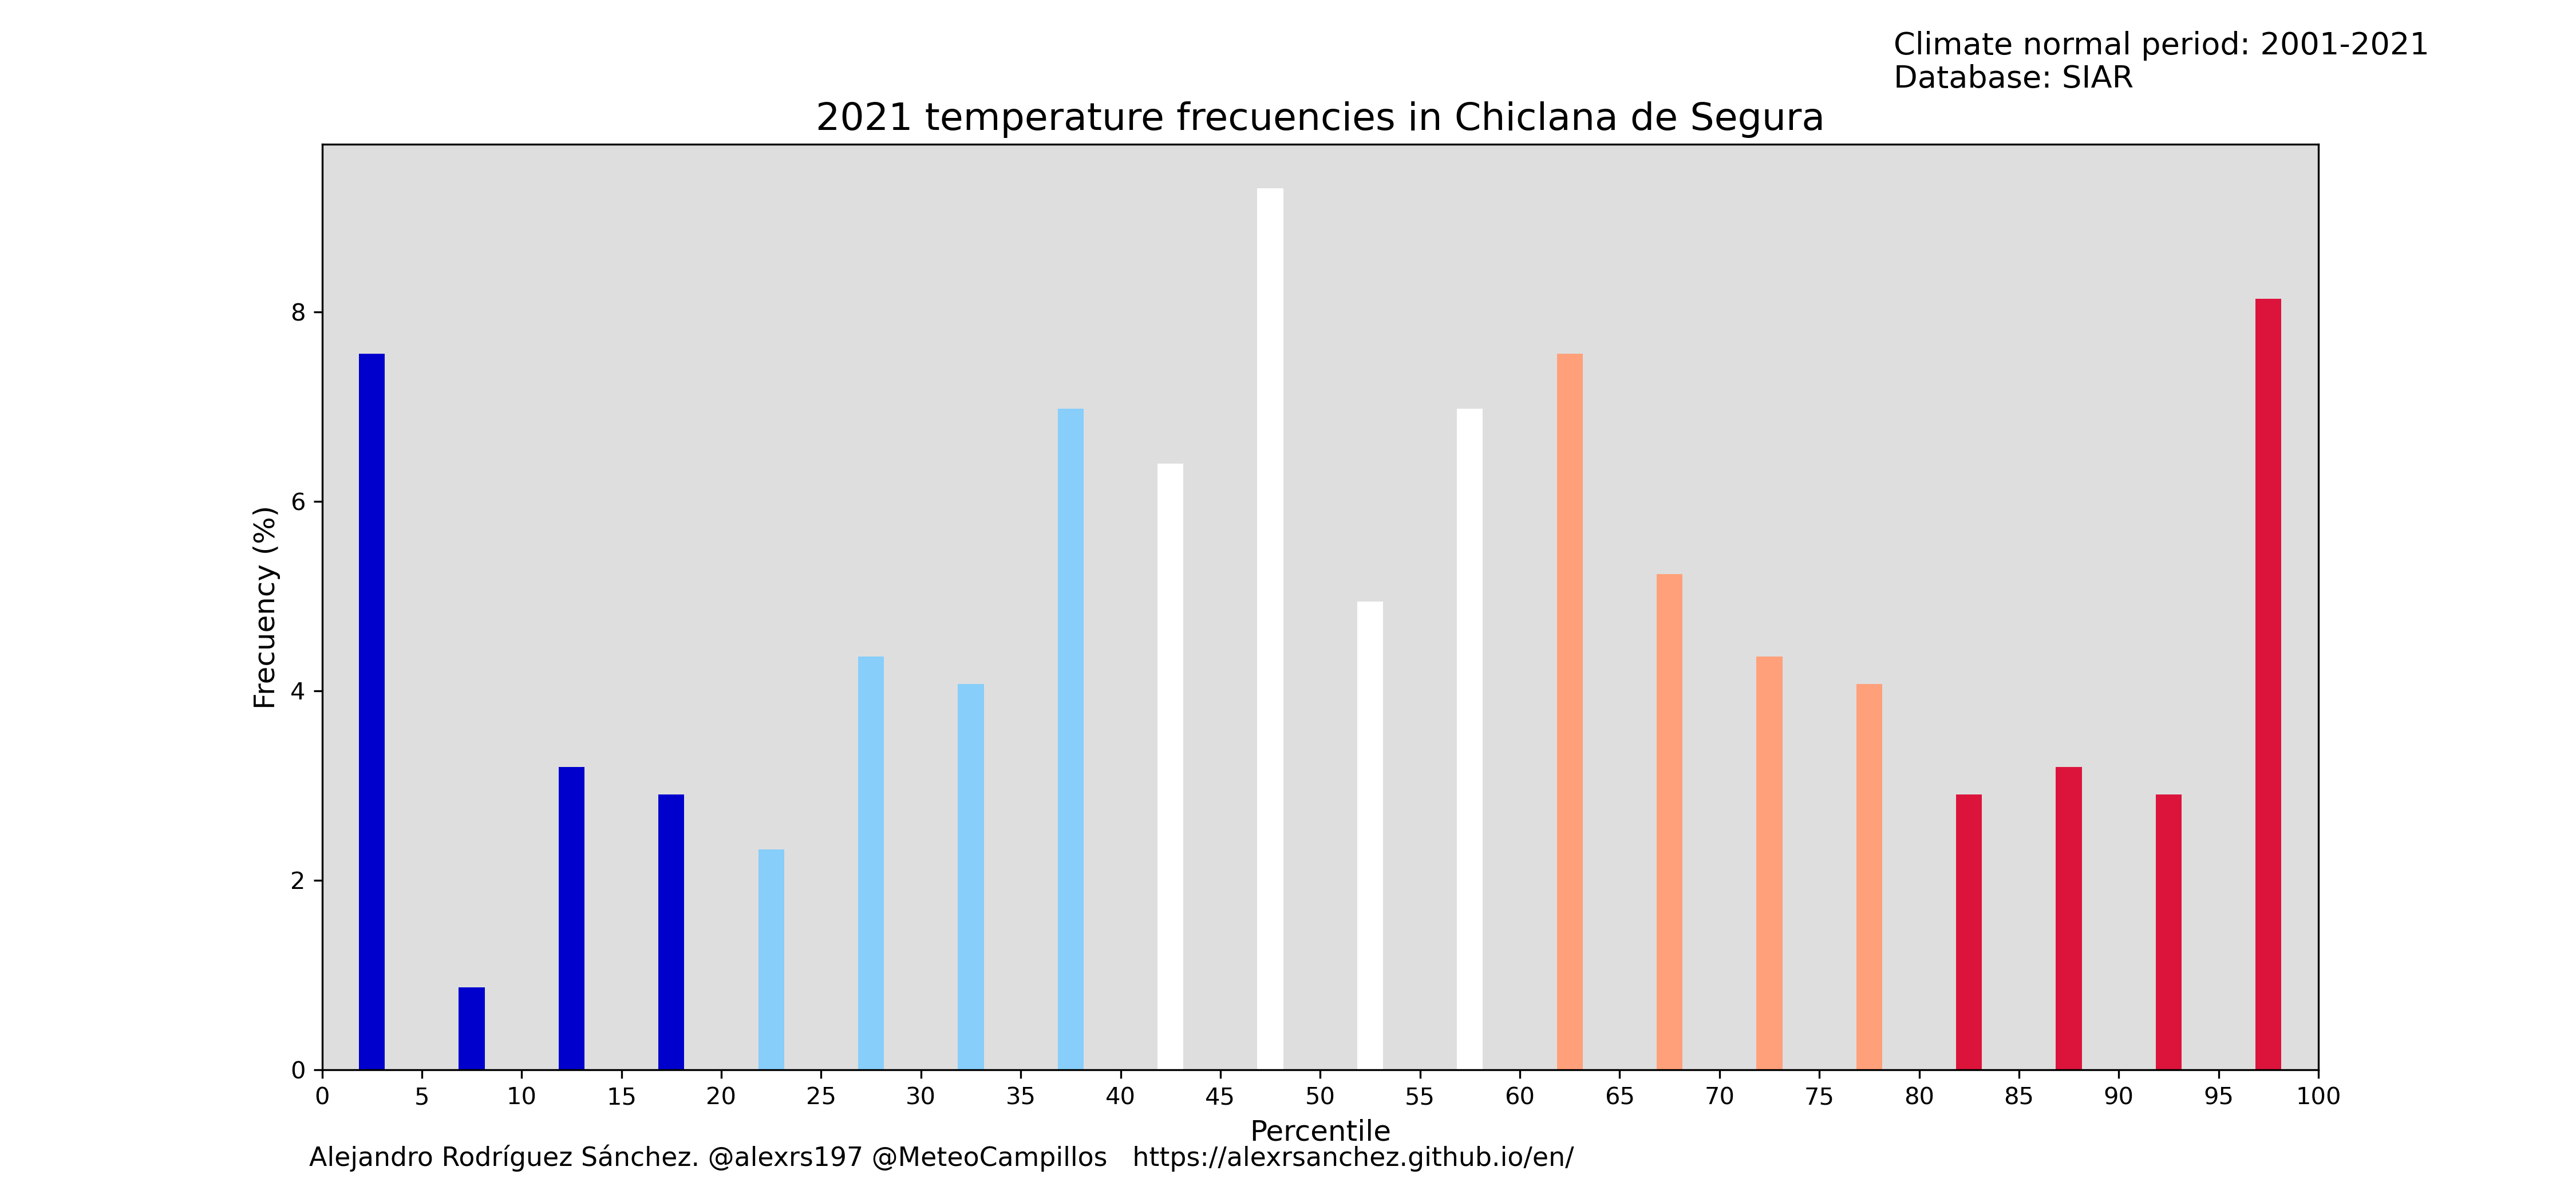 Climate normal period: 2001-2021
Database: SIAR
2021 temperature frecuencies in Chiclana de Segura
Frecuency (%)
8
6
4
2
0
0 5 10 15 20 25 30 35 40 45 50 55 60 65 70 75 80 85 90 95 100
Percentile
Alejandro Rodríguez Sánchez. @alexrs197 @MeteoCampillos https://alexrsanchez.github.io/en/